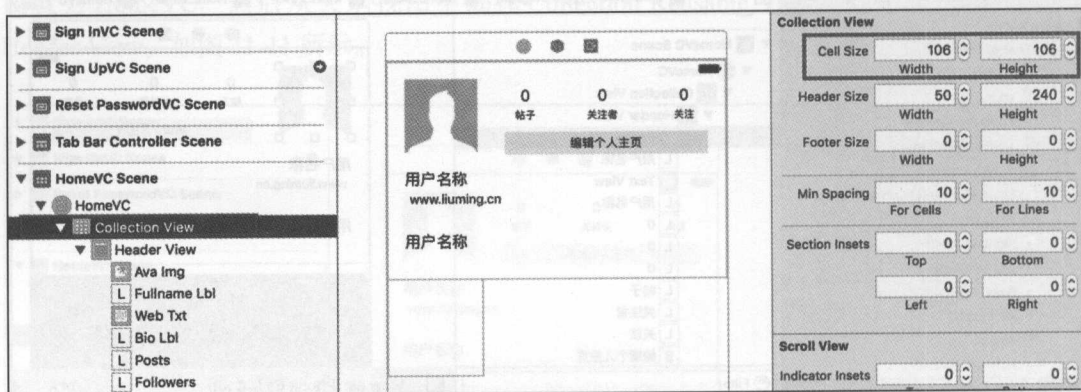 Sign InVC Scene
Sign UpVC Scene
Reset PasswordVC Scene
Tab Bar Controller Scene
HomeVC Scene
HomeVC
Collection View
Header View
Ava Img
L Fullname Lbl
Web Txt
L Bio Lbl
L Posts
L Followers
0 0 0
帖子 关注者 关注
编辑个人主页
用户名称
www.liuming.cn
用户名称
Collection View
Cell Size 106 106
Width Height
Header Size 50 240
Width Height
Footer Size 0 0
Width Height
Min Spacing 10 10
For Cells For Lines
Section Insets 0 0
Top Bottom
0 0
Left Right
Scroll View
Indicator Insets 0 0